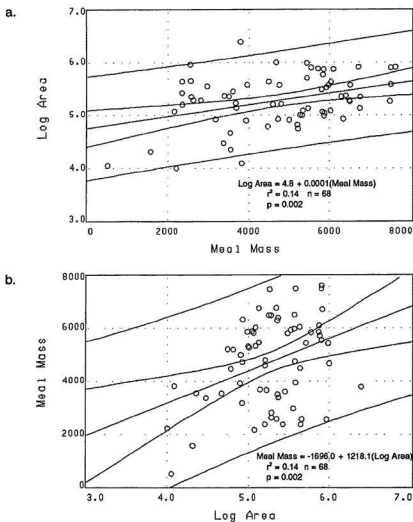 a.
7.0
6.0
5.0
4.0
3.0
Log Area
0 2000 4000 6000 8000
Meal Mass
Log Area = 4.8 + 0.0001(Meal Mass)
r² = 0.14 n = 68
p = 0.002
b.
8000
6000
4000
2000
0
Meal Mass
3.0 4.0 5.0 6.0 7.0
Log Area
Meal Mass = -1696.0 + 1218.1(Log Area)
r² = 0.14 n = 68
p = 0.002